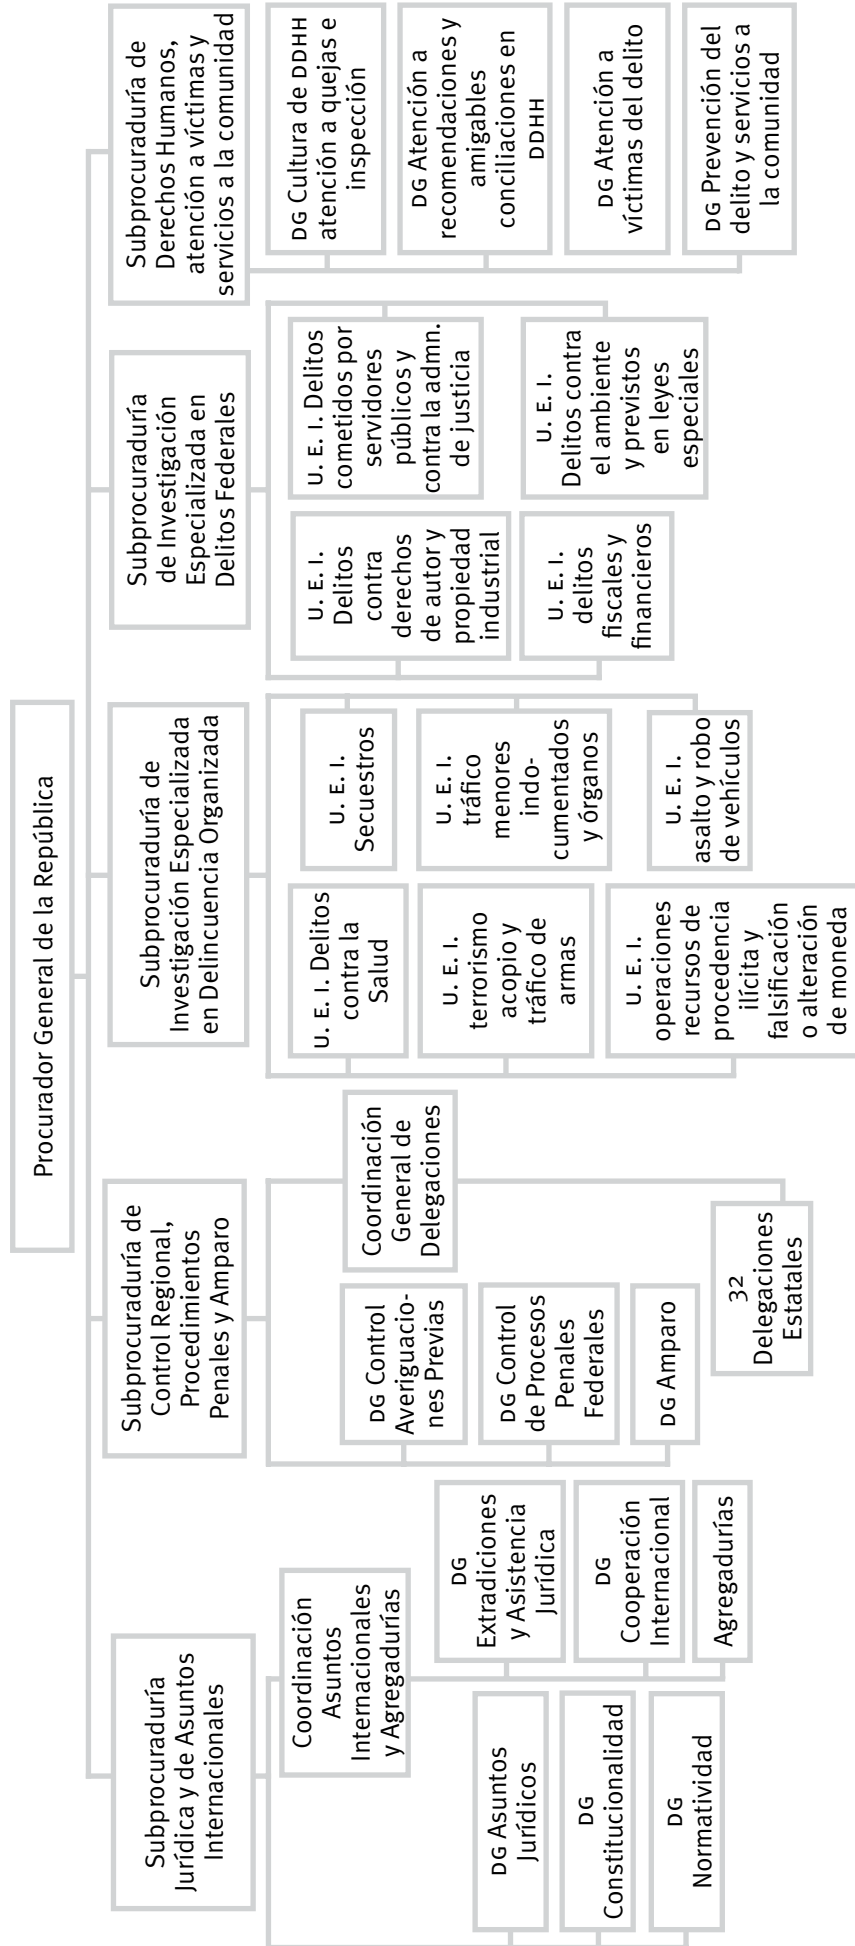 Procurador General de la República
Subprocuraduría
Jurídica y de Asuntos
Internacionales
Coordinación
Asuntos
Internacionales
y Agregadurías
DG Asuntos
Jurídicos
DG
Constitucionalidad
DG
Normatividad
DG
Extradiciones
y Asistencia
Jurídica
DG
Cooperación
Internacional
Agregadurías
Subprocuraduría de
Control Regional,
Procedimientos
Penales y Amparo
DG Control
Averiguacio-
nes Previas
DG Control
de Procesos
Penales
Federales
DG Amparo
Coordinación
General de
Delegaciones
32
Delegaciones
Estatales
Subprocuraduría de
Investigación Especializada
en Delincuencia Organizada
U. E. I. Delitos
contra la
Salud
U. E. I.
terrorismo
acopio y
tráfico de
armas
U. E. I.
operaciones
recursos de
procedencia
ilícita y
falsificación
o alteración
de moneda
U. E. I.
Secuestros
U. E. I.
tráfico
menores
indo-
cumentados
y órganos
U. E. I.
asalto y robo
de vehículos
Subprocuraduría
de Investigación
Especializada en
Delitos Federales
U. E. I.
Delitos
contra
derechos
de autor y
propiedad
industrial
U. E. I.
delitos
fiscales y
financieros
U. E. I. Delitos
cometidos por
servidores
públicos y
contra la admn.
de justicia
U. E. I.
Delitos contra
el ambiente
y previstos
en leyes
especiales
Subprocuraduría de
Derechos Humanos,
atención a víctimas y
servicios a la comunidad
DG Cultura de DDHH
atención a quejas e
inspección
DG Atención a
recomendaciones y
amigables
conciliaciones en
DDHH
DG Atención a
víctimas del delito
DG Prevención del
delito y servicios a
la comunidad